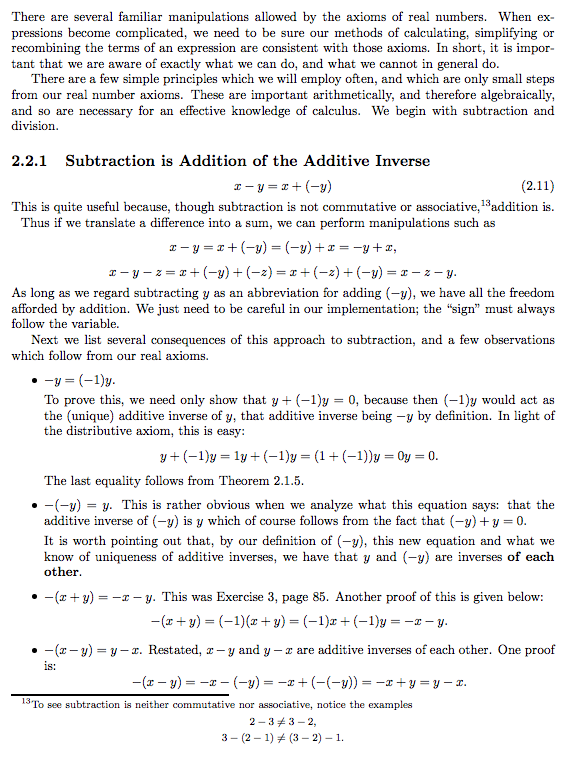 There are several familiar manipulations allowed by the axioms of real numbers. When ex-
pressions become complicated, we need to be sure our methods of calculating, simplifying or
recombining the terms of an expression are consistent with those axioms. In short, it is impor-
tant that we are aware of exactly what we can do, and what we cannot in general do.
There are a few simple principles which we will employ often, and which are only small steps
from our real number axioms. These are important arithmetically, and therefore algebraically,
and so are necessary for an effective knowledge of calculus. We begin with subtraction and
division.
2.2.1 Subtraction is Addition of the Additive Inverse
x − y = x + (−y) (2.11)
This is quite useful because, though subtraction is not commutative or associative,¹³addition is.
Thus if we translate a difference into a sum, we can perform manipulations such as
x − y = x + (−y) = (−y) + x = −y + x,
x − y − z = x + (−y) + (−z) = x + (−z) + (−y) = x − z − y.
As long as we regard subtracting y as an abbreviation for adding (−y), we have all the freedom
afforded by addition. We just need to be careful in our implementation; the “sign” must always
follow the variable.
Next we list several consequences of this approach to subtraction, and a few observations
which follow from our real axioms.
• −y = (−1)y.
To prove this, we need only show that y + (−1)y = 0, because then (−1)y would act as
the (unique) additive inverse of y, that additive inverse being −y by definition. In light of
the distributive axiom, this is easy:
y + (−1)y = 1y + (−1)y = (1 + (−1))y = 0y = 0.
The last equality follows from Theorem 2.1.5.
• −(−y) = y. This is rather obvious when we analyze what this equation says: that the
additive inverse of (−y) is y which of course follows from the fact that (−y) + y = 0.
It is worth pointing out that, by our definition of (−y), this new equation and what we
know of uniqueness of additive inverses, we have that y and (−y) are inverses of each
other.
• −(x + y) = −x − y. This was Exercise 3, page 85. Another proof of this is given below:
−(x + y) = (−1)(x + y) = (−1)x + (−1)y = −x − y.
• −(x − y) = y − x. Restated, x − y and y − x are additive inverses of each other. One proof
is:
−(x − y) = −x − (−y) = −x + (−(−y)) = −x + y = y − x.
¹³To see subtraction is neither commutative nor associative, notice the examples
2 − 3 ≠ 3 − 2,
3 − (2 − 1) ≠ (3 − 2) − 1.